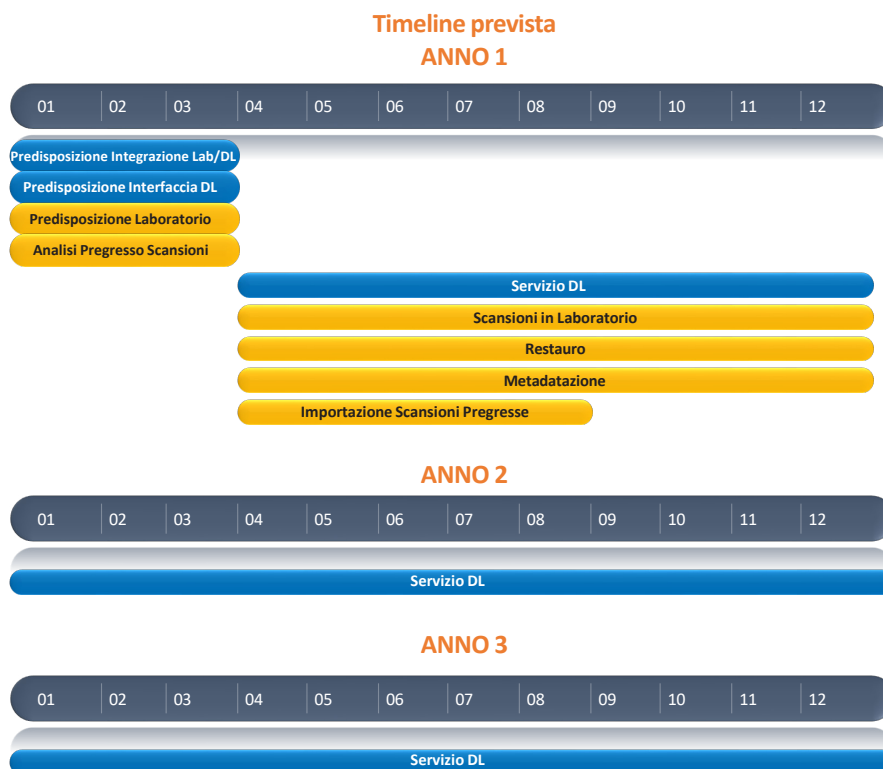 Timeline prevista
ANNO 1
01 02 03 04 05 06 07 08 09 10 11 12
Predisposizione Integrazione Lab/DL
Predisposizione Interfaccia DL
Predisposizione Laboratorio
Analisi Pregresso Scansioni
Servizio DL
Scansioni in Laboratorio
Restauro
Metadatazione
Importazione Scansioni Pregresse
ANNO 2
01 02 03 04 05 06 07 08 09 10 11 12
Servizio DL
ANNO 3
01 02 03 04 05 06 07 08 09 10 11 12
Servizio DL